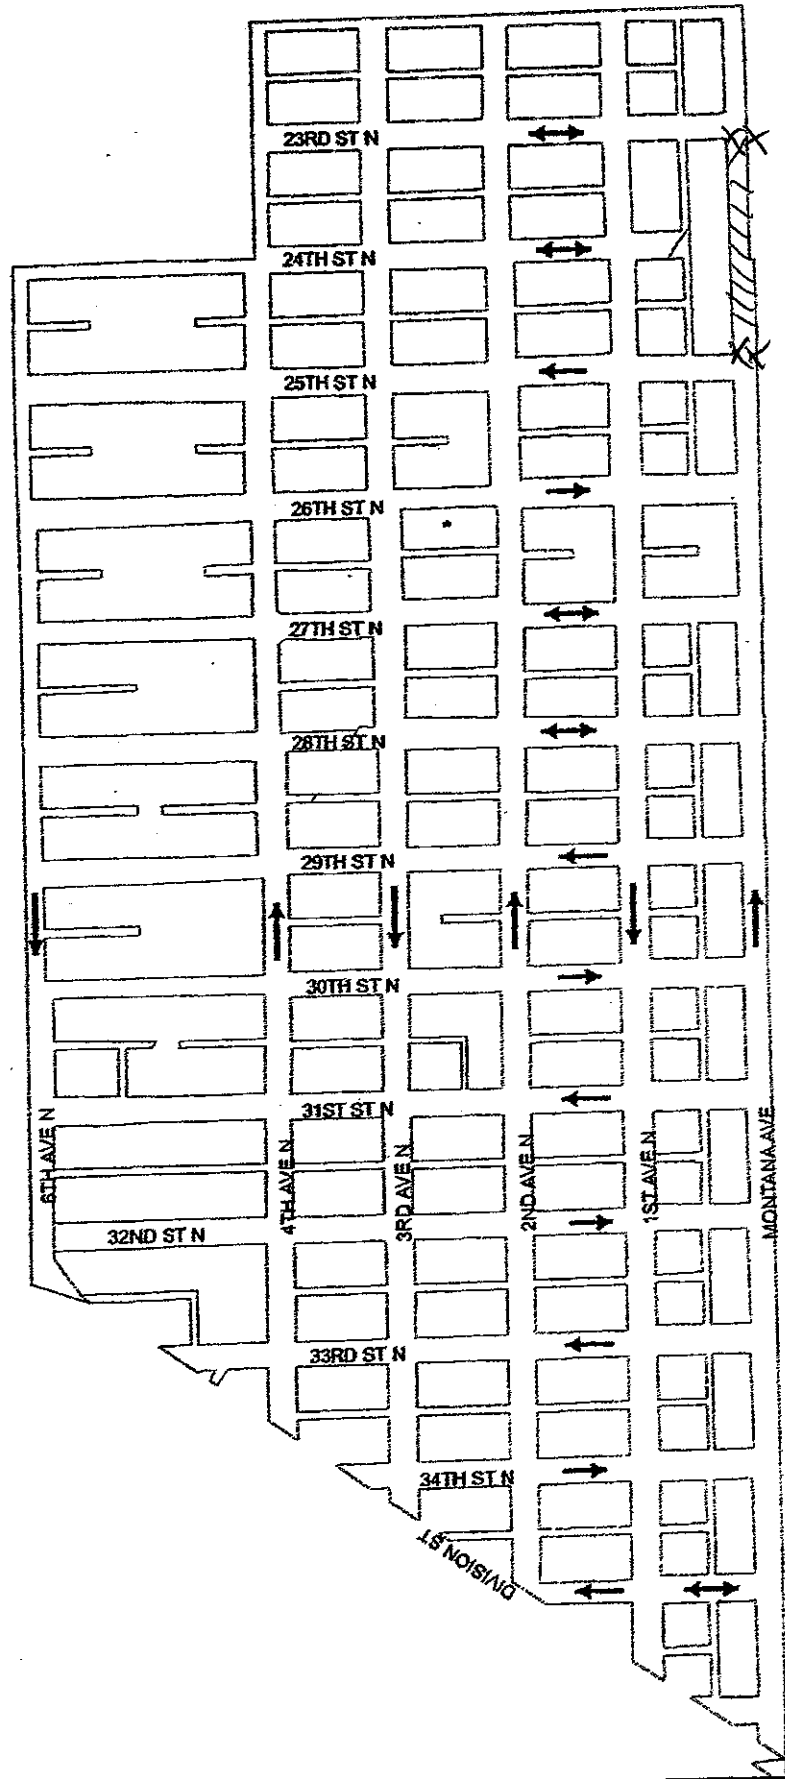 23RD ST N
24TH ST N
25TH ST N
26TH ST N
27TH ST N
28TH ST N
29TH ST N
30TH ST N
31ST ST N
6TH AVE N
4TH AVE N
3RD AVE N
2ND AVE N
1ST AVE N
MONTANA AVE
32ND ST N
33RD ST N
34TH ST N
DIVISION ST